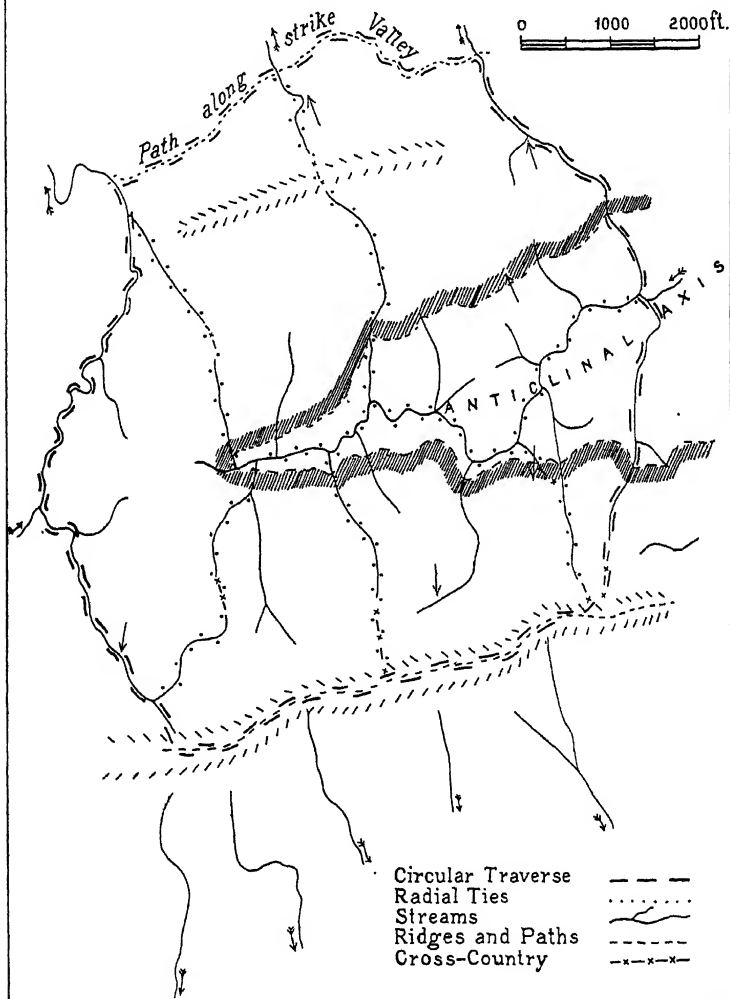 0 1000 2000ft.
Path along strike Valley
ANTICLINAL AXIS
Circular Traverse
Radial Ties
Streams
Ridges and Paths
Cross-Country